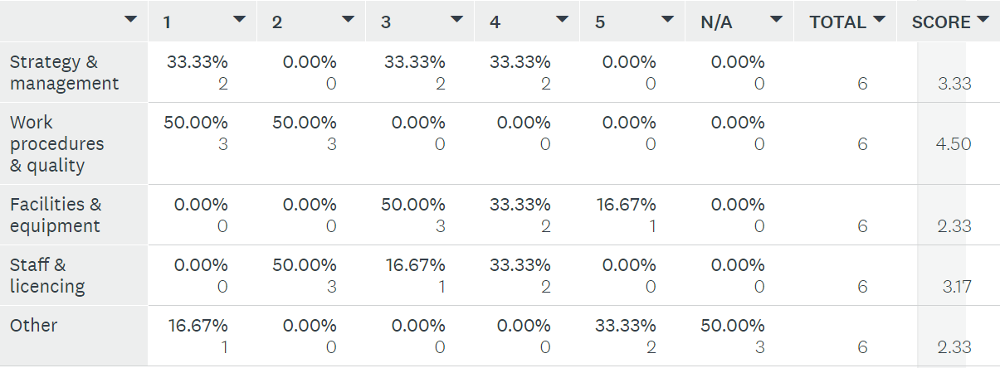 1 2 3 4 5 N/A TOTAL SCORE
Strategy & 33.33% 0.00% 33.33% 33.33% 0.00% 0.00%
management 2 0 2 2 0 0 6 3.33
Work 50.00% 50.00% 0.00% 0.00% 0.00% 0.00%
procedures 3 3 0 0 0 0 6 4.50
& quality
Facilities & 0.00% 0.00% 50.00% 33.33% 16.67% 0.00%
equipment 0 0 3 2 1 0 6 2.33
Staff & 0.00% 50.00% 16.67% 33.33% 0.00% 0.00%
licencing 0 3 1 2 0 0 6 3.17
Other 16.67% 0.00% 0.00% 0.00% 33.33% 50.00%
1 0 0 0 2 3 6 2.33